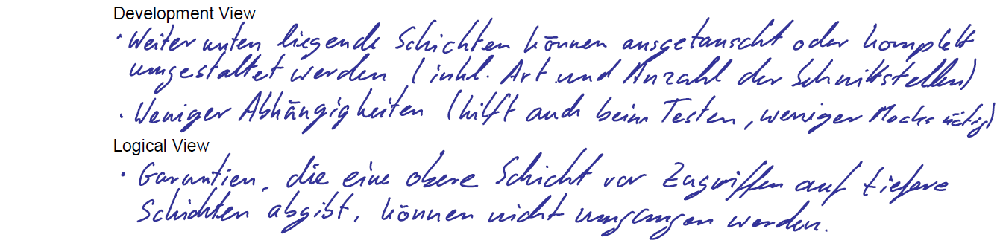 Development View
• Weiter unten liegende Schichten können ausgetauscht oder komplett
umgestaltet werden (inkl. Art und Anzahl der Schnittstellen)
• Weniger Abhängigkeiten (hilft auch beim Testen, weniger Mocks nötig)
Logical View
• Garantien, die eine obere Schicht vor Zugriffen auf tiefere
Schichten abgibt, können nicht umgangen werden.